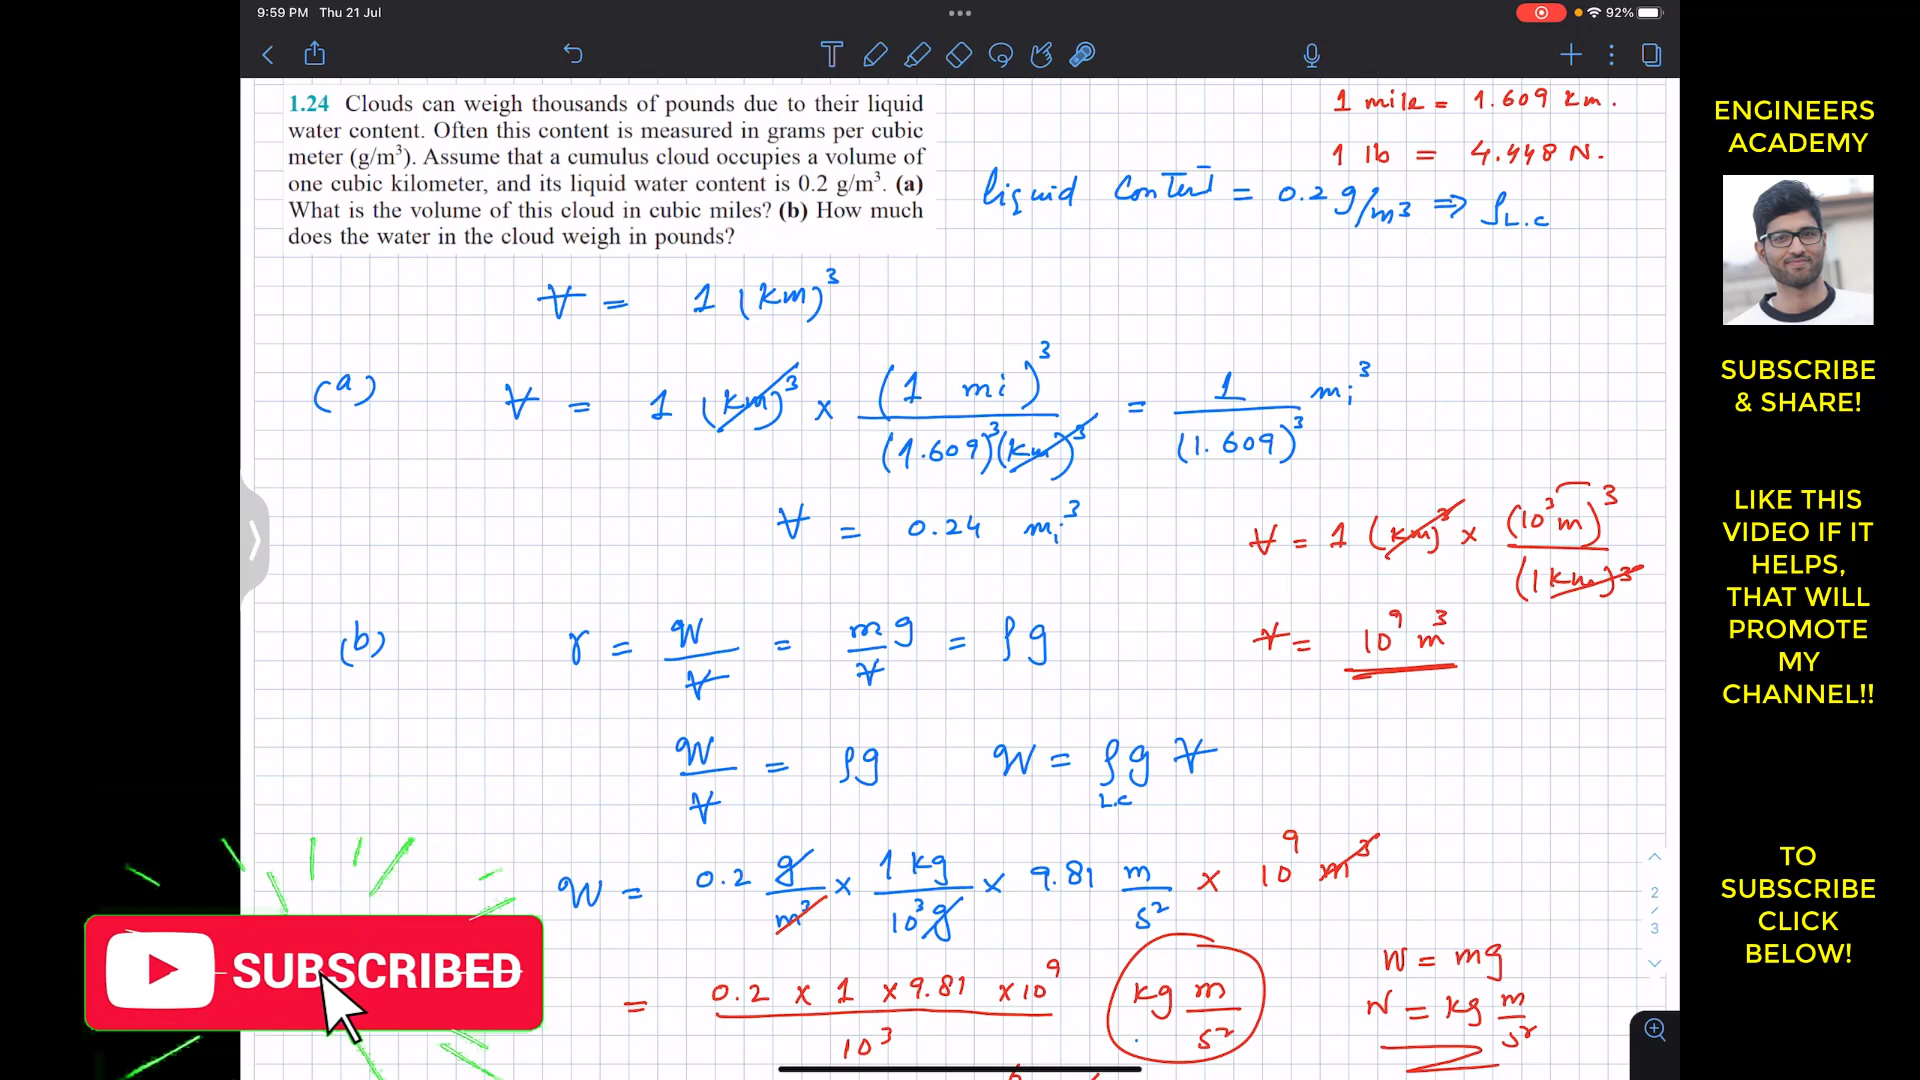 9:59 PM Thu 21 Jul
92%
1.24 Clouds can weigh thousands of pounds due to their liquid
water content. Often this content is measured in grams per cubic
meter (g/m³). Assume that a cumulus cloud occupies a volume of
one cubic kilometer, and its liquid water content is 0.2 g/m³. (a)
What is the volume of this cloud in cubic miles? (b) How much
does the water in the cloud weigh in pounds?
1 mile = 1.609 km.
1 lb = 4.448 N.
liquid content = 0.2 g/m³ ⇒ ρL.C
V = 1 (km)³
(a) V = 1 (km)³ × (1 mi)³ / (1.609)³(km)³ = 1 / (1.609)³ mi³
V = 0.24 mi³
V = 1 (km)³ × (10³m)³ / (1km)³
V = 10⁹ m³
(b) γ = W/V = m/V g = ρg
W/V = ρg W = ρL.C g V
W = 0.2 g/m³ × 1 kg/10³g × 9.81 m/s² × 10⁹ m³
= 0.2 × 1 × 9.81 × 10⁹ / 10³ kg m/s²
W = mg
N = kg m/s²
2
3
ENGINEERS
ACADEMY
SUBSCRIBE
& SHARE!
LIKE THIS
VIDEO IF IT
HELPS,
THAT WILL
PROMOTE
MY
CHANNEL!!
TO
SUBSCRIBE
CLICK
BELOW!
SUBSCRIBED